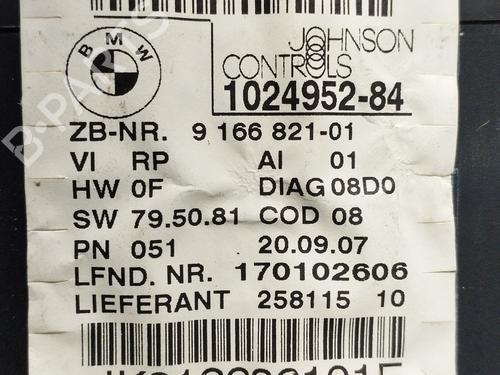 BMW
JOHNSON
CONTROLS
1024952-84
ZB-NR. 9 166 821-01
VI RP AI 01
HW 0F DIAG 08D0
SW 79.50.81 COD 08
PN 051 20.09.07
LFND. NR. 170102606
LIEFERANT 258115 10
B-PARTS